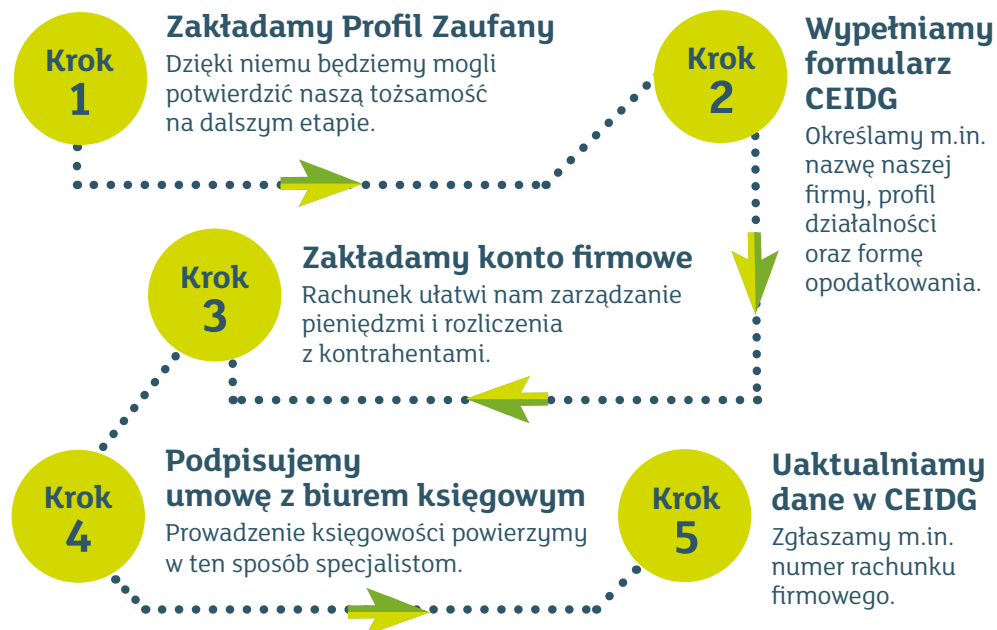 Krok
1
Zakładamy Profil Zaufany
Dzięki niemu będziemy mogli
potwierdzić naszą tożsamość
na dalszym etapie.
Krok
2
Wypełniamy
formularz
CEIDG
Określamy m.in.
nazwę naszej
firmy, profil
działalności
oraz formę
opodatkowania.
Krok
3
Zakładamy konto firmowe
Rachunek ułatwi nam zarządzanie
pieniędzmi i rozliczenia
z kontrahentami.
Krok
4
Podpisujemy
umowę z biurem księgowym
Prowadzenie księgowości powierzymy
w ten sposób specjalistom.
Krok
5
Uaktualniamy
dane w CEIDG
Zgłaszamy m.in.
numer rachunku
firmowego.